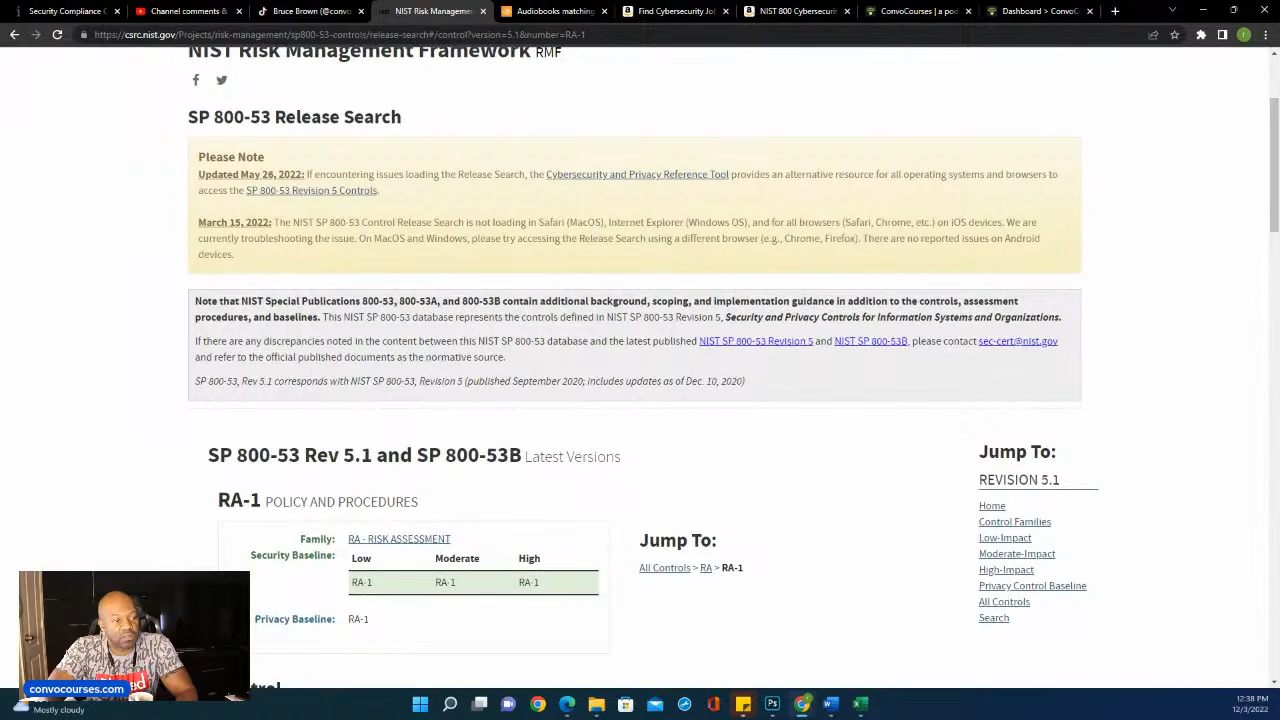 Security Compliance C
Channel comments &
Bruce Brown (@convo
NIST Risk Managemen
Audiobooks matching
Find Cybersecurity Jo
NIST 800 Cybersecur
ConvoCourses | a pod
Dashboard > ConvoC
https://csrc.nist.gov/Projects/risk-management/sp800-53-controls/release-search#/control?version=5.1&number=RA-1
NIST Risk Management Framework RMF
SP 800-53 Release Search
Please Note
Updated May 26, 2022: If encountering issues loading the Release Search, the Cybersecurity and Privacy Reference Tool provides an alternative resource for all operating systems and browsers to
access the SP 800-53 Revision 5 Controls.
March 15, 2022: The NIST SP 800-53 Control Release Search is not loading in Safari (MacOS), Internet Explorer (Windows OS), and for all browsers (Safari, Chrome, etc.) on iOS devices. We are
currently troubleshooting the issue. On MacOS and Windows, please try accessing the Release Search using a different browser (e.g., Chrome, Firefox). There are no reported issues on Android
devices.
Note that NIST Special Publications 800-53, 800-53A, and 800-53B contain additional background, scoping, and implementation guidance in addition to the controls, assessment
procedures, and baselines. This NIST SP 800-53 database represents the controls defined in NIST SP 800-53 Revision 5, Security and Privacy Controls for Information Systems and Organizations.
If there are any discrepancies noted in the content between this NIST SP 800-53 database and the latest published NIST SP 800-53 Revision 5 and NIST SP 800-53B, please contact sec-cert@nist.gov
and refer to the official published documents as the normative source.
SP 800-53, Rev 5.1 corresponds with NIST SP 800-53, Revision 5 (published September 2020; includes updates as of Dec. 10, 2020)
SP 800-53 Rev 5.1 and SP 800-53B Latest Versions
RA-1 POLICY AND PROCEDURES
Family: RA - RISK ASSESSMENT
Security Baseline: Low Moderate High
RA-1 RA-1 RA-1
Privacy Baseline: RA-1
Jump To:
All Controls > RA > RA-1
Jump To:
REVISION 5.1
Home
Control Families
Low-Impact
Moderate-Impact
High-Impact
Privacy Control Baseline
All Controls
Search
convocourses.com
Mostly cloudy
12:38 PM
12/3/2022